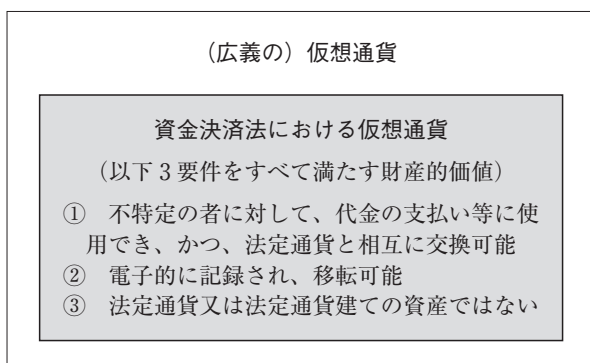 （広義の）仮想通貨
資金決済法における仮想通貨
（以下3要件をすべて満たす財産的価値）
①　不特定の者に対して、代金の支払い等に使
用でき、かつ、法定通貨と相互に交換可能
②　電子的に記録され、移転可能
③　法定通貨又は法定通貨建ての資産ではない